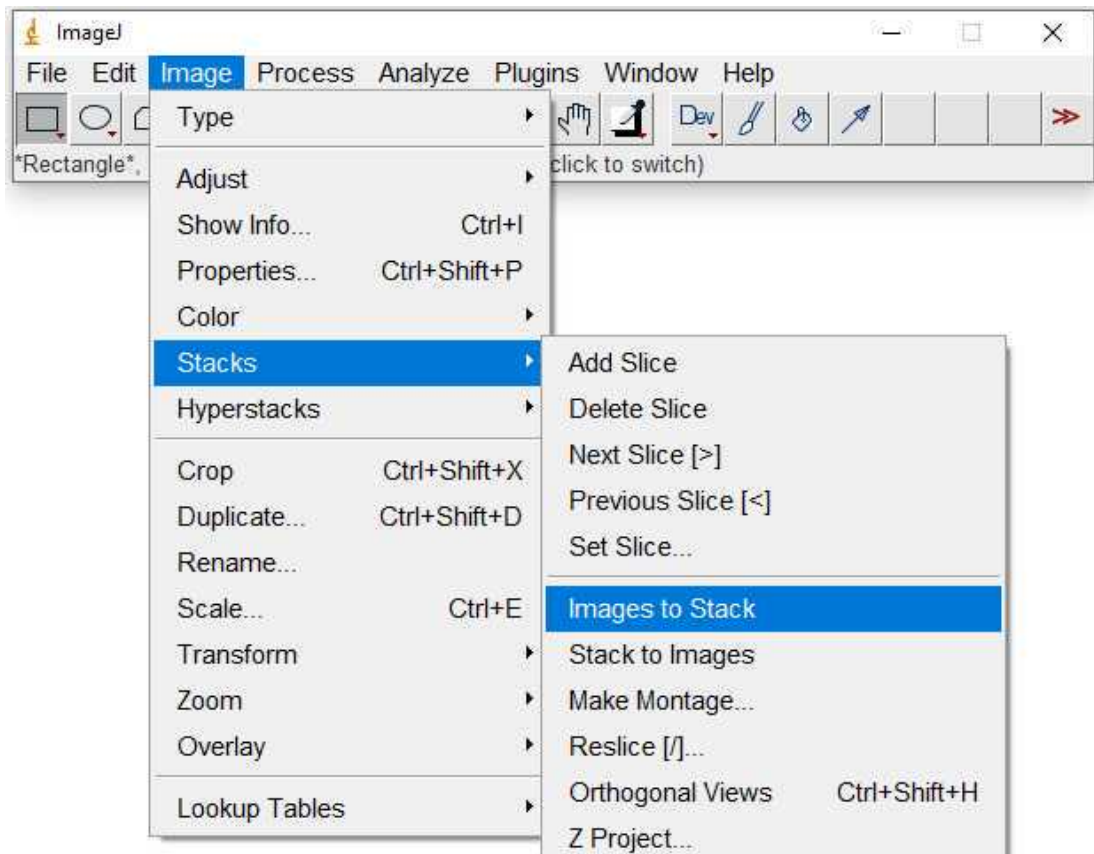 ImageJ
File Edit Image Process Analyze Plugins Window Help
Dev
*Rectangle*, click to switch)
Type
Adjust
Show Info... Ctrl+I
Properties... Ctrl+Shift+P
Color
Stacks
Hyperstacks
Crop Ctrl+Shift+X
Duplicate... Ctrl+Shift+D
Rename...
Scale... Ctrl+E
Transform
Zoom
Overlay
Lookup Tables
Add Slice
Delete Slice
Next Slice [>]
Previous Slice [<]
Set Slice...
Images to Stack
Stack to Images
Make Montage...
Reslice [/]...
Orthogonal Views Ctrl+Shift+H
Z Project...